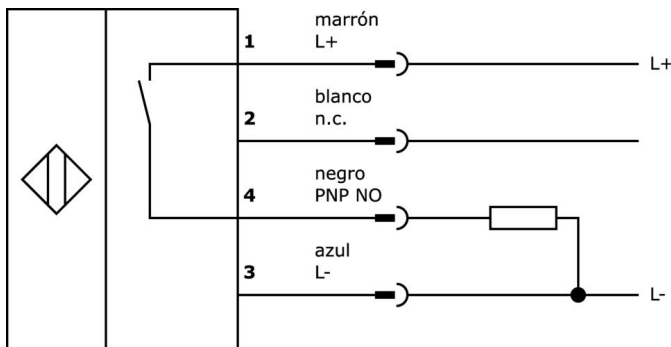 marrón
1 L+ L+
blanco
2 n.c.
negro
4 PNP NO
azul
3 L- L-